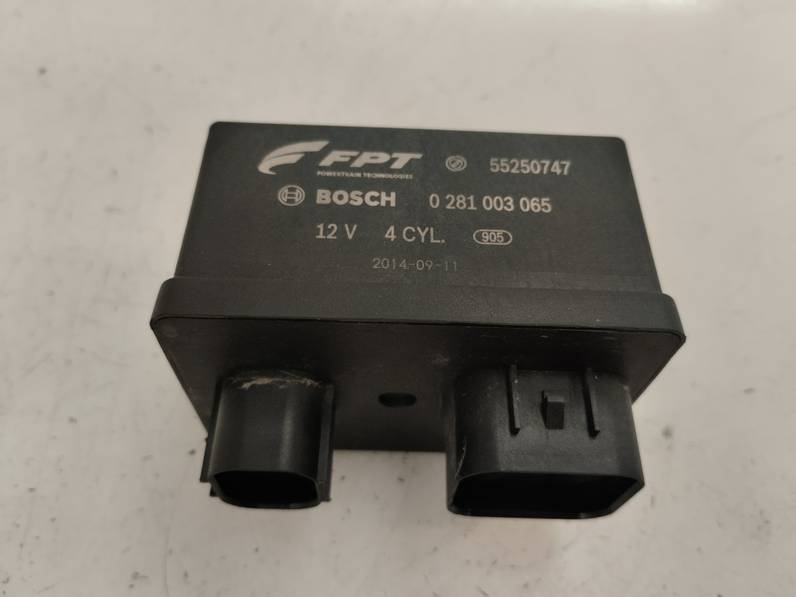 FPT 55250747
POWERTRAIN TECHNOLOGIES
BOSCH 0 281 003 065
12 V 4 CYL. 905
2014-09-11